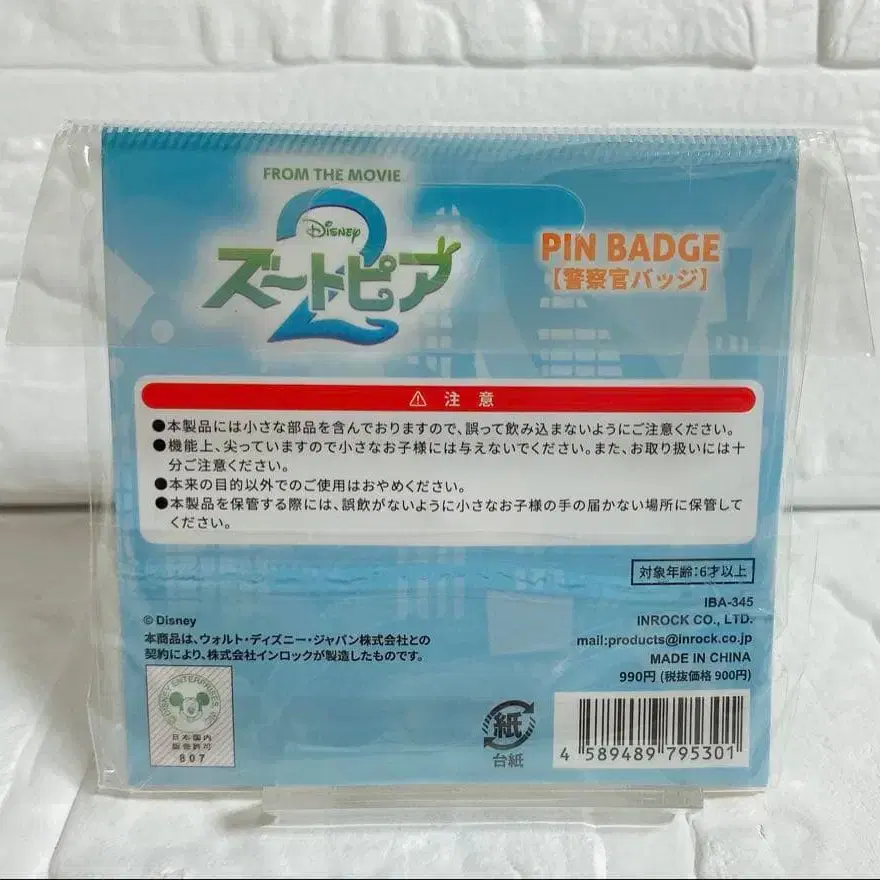 FROM THE MOVIE
Disney
ズートピア
2
PIN BADGE
【警察官バッジ】
⚠ 注 意
●本製品には小さな部品を含んでおりますので、誤って飲み込まないようにご注意ください。
●機能上、尖っていますので小さなお子様には与えないでください。また、お取り扱いには十
分ご注意ください。
●本来の目的以外でのご使用はおやめください。
●本製品を保管する際には、誤飲がないように小さなお子様の手の届かない場所に保管して
ください。
対象年齢:6才以上
© Disney
本商品は、ウォルト・ディズニー・ジャパン株式会社との
契約により、株式会社インロックが製造したものです。
IBA-345
INROCK CO., LTD.
mail:products@inrock.co.jp
MADE IN CHINA
990円 (税抜価格 900円)
© DISNEY ENTERPRISES, INC.
日本国内
販売許可
807
紙
台紙
4 589489 795301